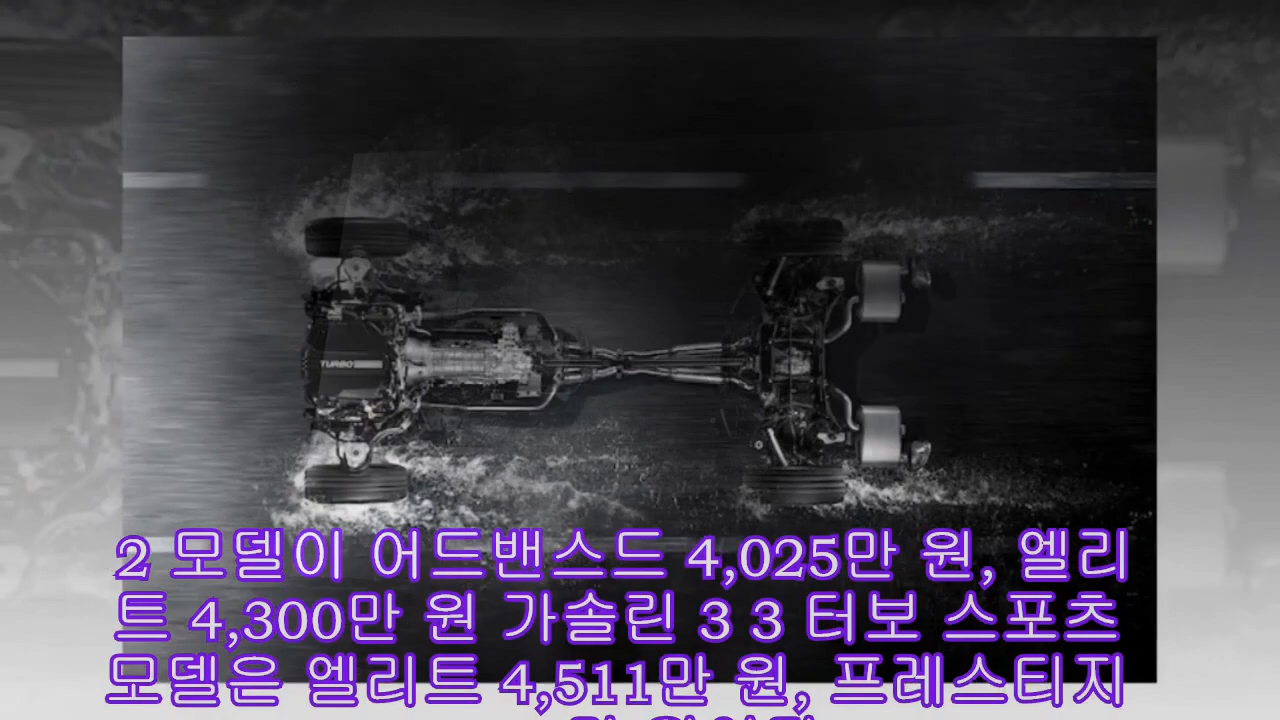 TURBO
2 모델이 어드밴스드 4,025만 원, 엘리
트 4,300만 원 가솔린 3 3 터보 스포츠
모델은 엘리트 4,511만 원, 프레스티지